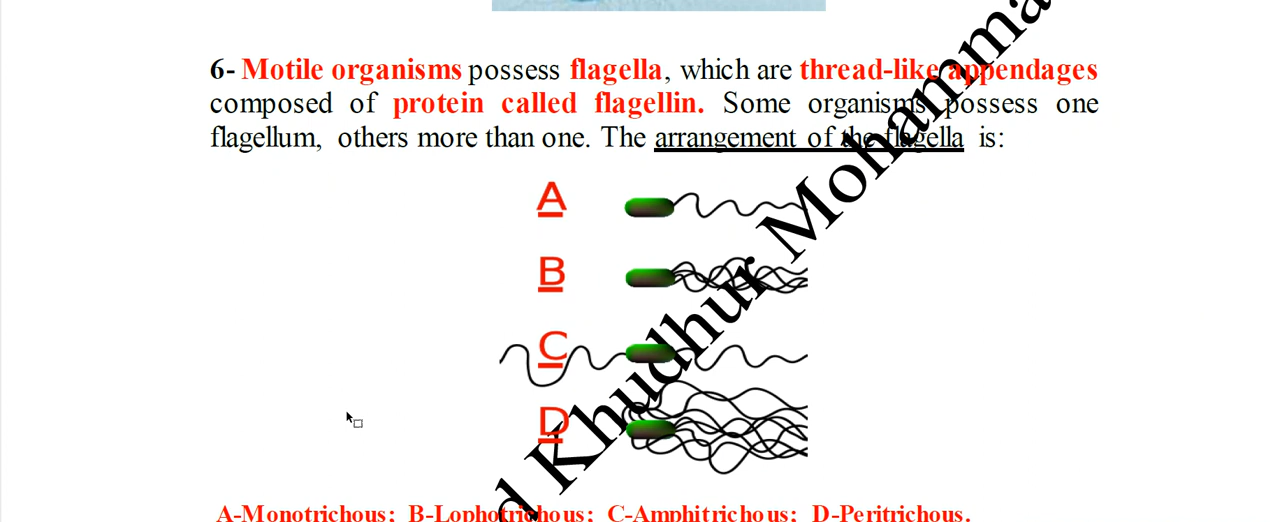 6- Motile organisms possess flagella, which are thread-like appendages
composed of protein called flagellin. Some organisms possess one
flagellum, others more than one. The arrangement of the flagella is:
A
B
C
D
d Khudhur Mohamma
A-Monotrichous; B-Lophotrichous; C-Amphitrichous; D-Peritrichous.